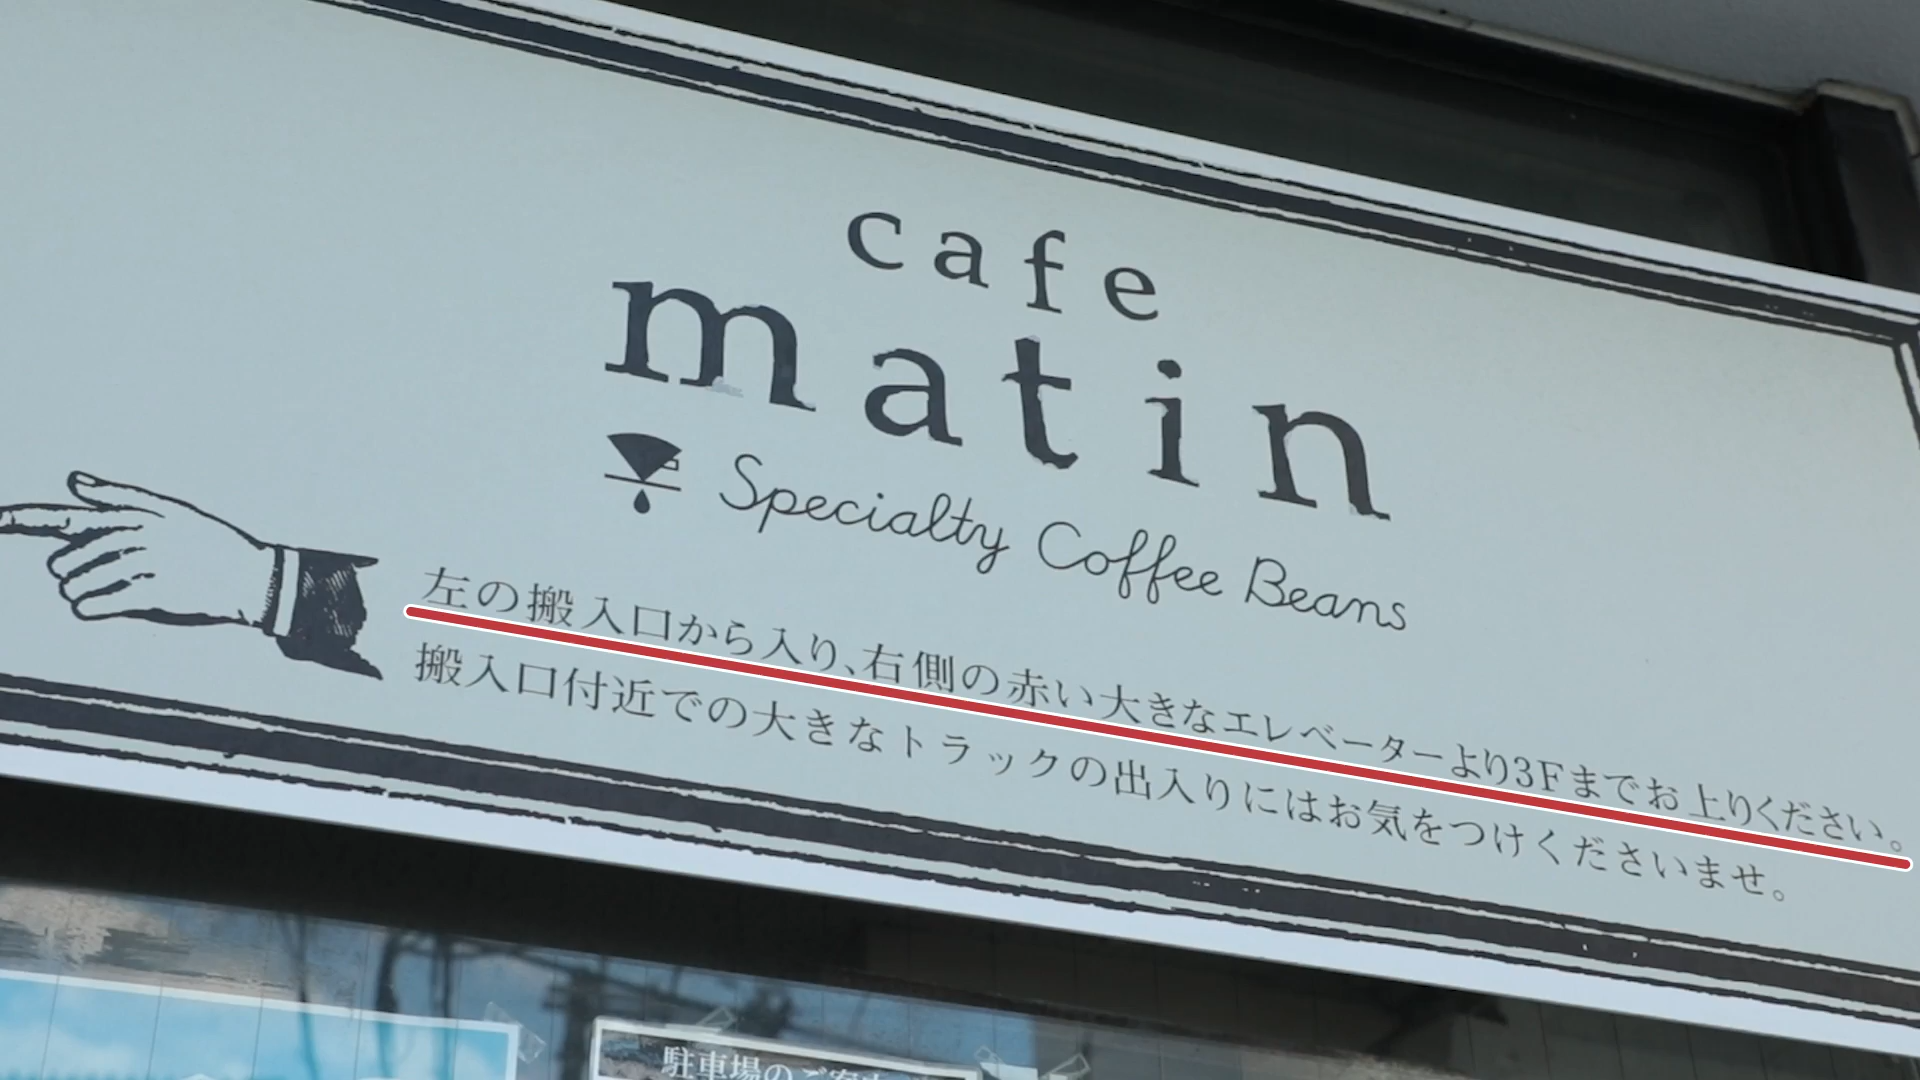 cafe
matin
Specialty Coffee Beans
左の搬入口から入り、右側の赤い大きなエレベーターより3Fまでお上りください。
搬入口付近での大きなトラックの出入りにはお気をつけくださいませ。
駐車場のご案内